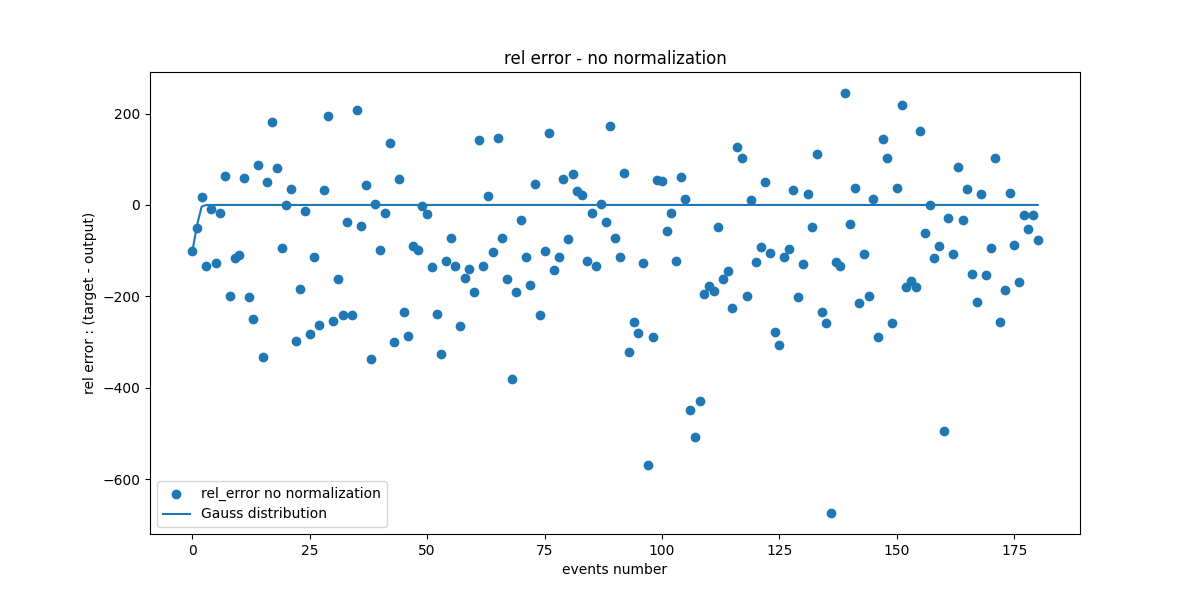 rel error - no normalization
rel error : (target - output)
200
0
−200
−400
−600
rel_error no normalization
Gauss distribution
0 25 50 75 100 125 150 175
events number